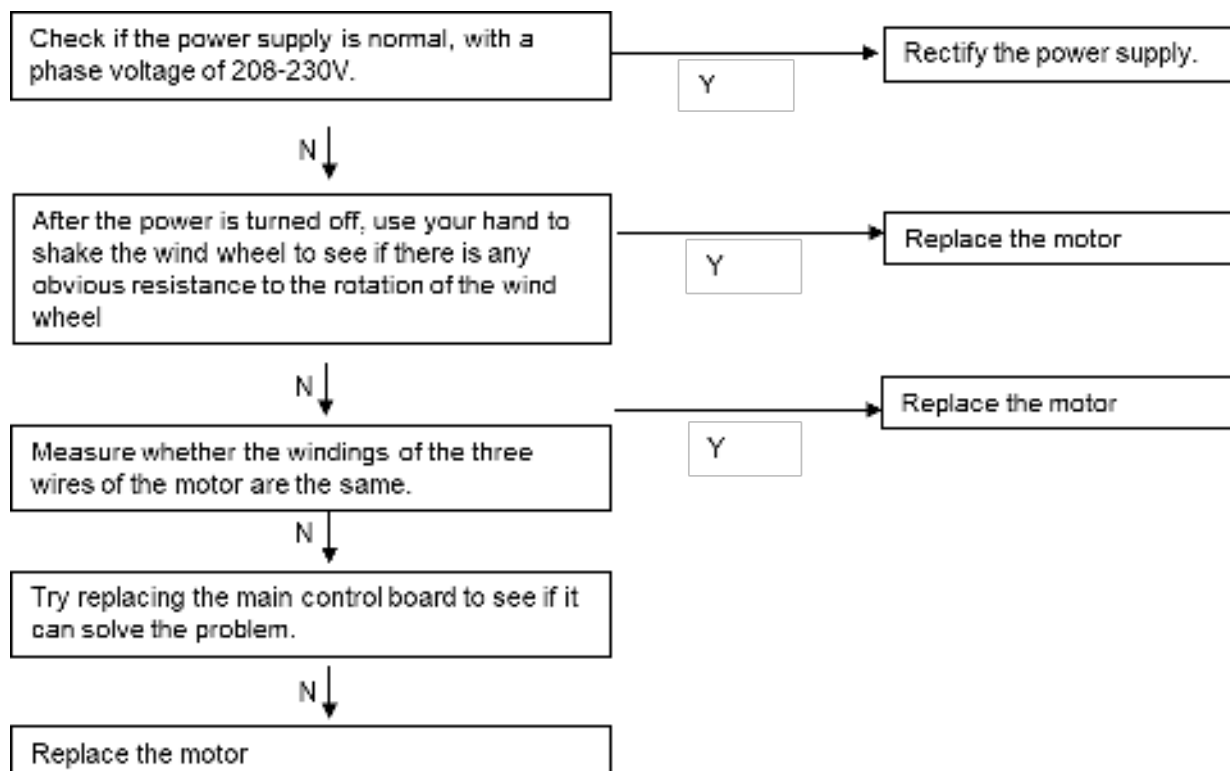 Check if the power supply is normal, with a
phase voltage of 208-230V.
Y
Rectify the power supply.
N
After the power is turned off, use your hand to
shake the wind wheel to see if there is any
obvious resistance to the rotation of the wind
wheel
Y
Replace the motor
N
Measure whether the windings of the three
wires of the motor are the same.
Y
Replace the motor
N
Try replacing the main control board to see if it
can solve the problem.
N
Replace the motor